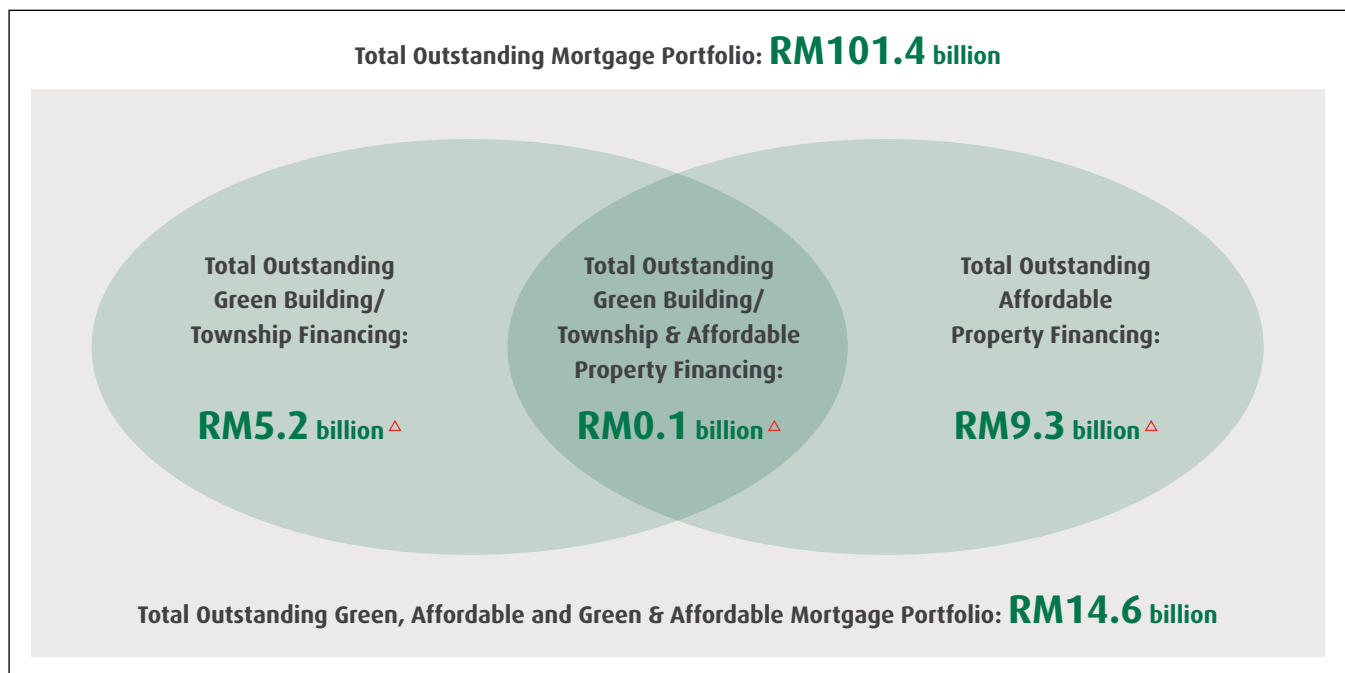 Total Outstanding Mortgage Portfolio: RM101.4 billion
Total Outstanding
Green Building/
Township Financing:
RM5.2 billion △
Total Outstanding
Green Building/
Township & Affordable
Property Financing:
RM0.1 billion △
Total Outstanding
Affordable
Property Financing:
RM9.3 billion △
Total Outstanding Green, Affordable and Green & Affordable Mortgage Portfolio: RM14.6 billion